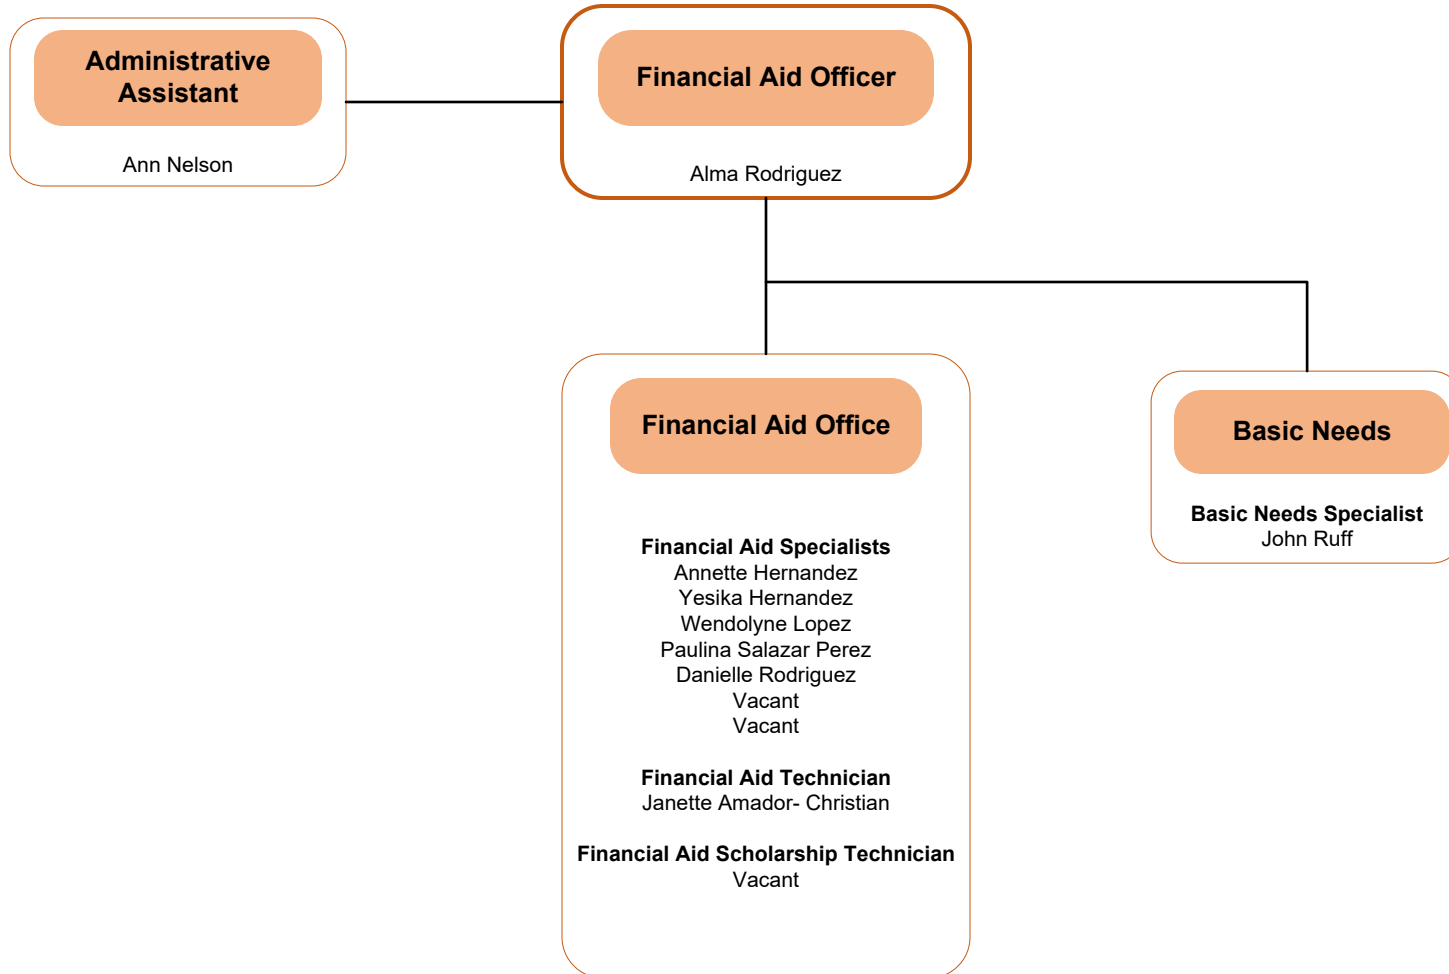 Administrative
Assistant
Ann Nelson
Financial Aid Officer
Alma Rodriguez
Financial Aid Office
Financial Aid Specialists
Annette Hernandez
Yesika Hernandez
Wendolyne Lopez
Paulina Salazar Perez
Danielle Rodriguez
Vacant
Vacant
Financial Aid Technician
Janette Amador- Christian
Financial Aid Scholarship Technician
Vacant
Basic Needs
Basic Needs Specialist
John Ruff